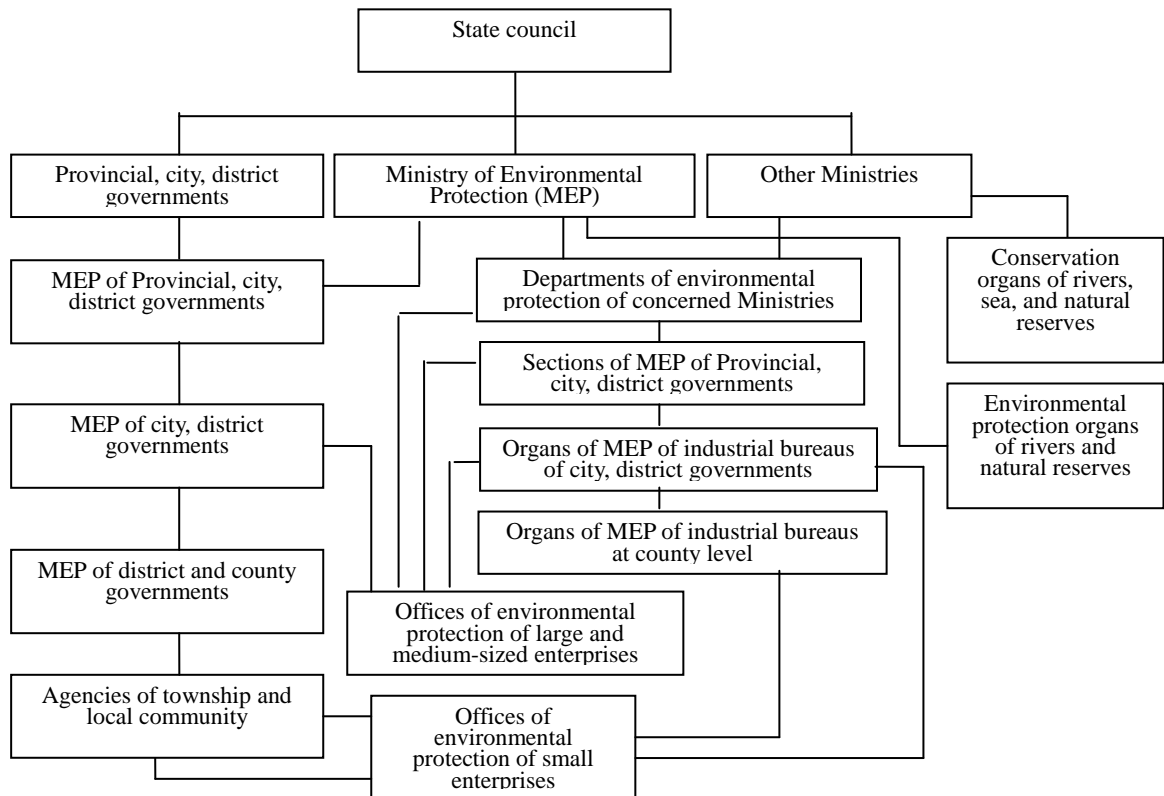 State council
Provincial, city, district
governments
Ministry of Environmental
Protection (MEP)
Other Ministries
MEP of Provincial, city,
district governments
Departments of environmental
protection of concerned Ministries
Conservation
organs of rivers,
sea, and natural
reserves
Sections of MEP of Provincial,
city, district governments
MEP of city, district
governments
Organs of MEP of industrial bureaus
of city, district governments
Environmental
protection organs
of rivers and
natural reserves
Organs of MEP of industrial bureaus
at county level
MEP of district and county
governments
Offices of environmental
protection of large and
medium-sized enterprises
Agencies of township and
local community
Offices of
environmental
protection of small
enterprises